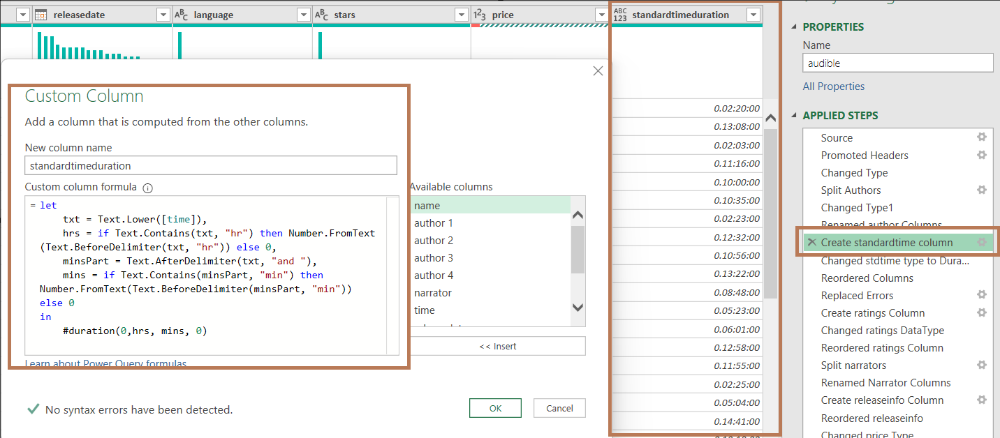 releasedate
ABC language
ABC stars
123 price
ABC 123 standardtimeduration
Custom Column
Add a column that is computed from the other columns.
New column name
standardtimeduration
Custom column formula
= let
txt = Text.Lower([time]),
hrs = if Text.Contains(txt, "hr") then Number.FromText
(Text.BeforeDelimiter(txt, "hr")) else 0,
minsPart = Text.AfterDelimiter(txt, "and "),
mins = if Text.Contains(minsPart, "min") then
Number.FromText(Text.BeforeDelimiter(minsPart, "min"))
else 0
in
#duration(0,hrs, mins, 0)
Learn about Power Query formulas
Available columns
name
author 1
author 2
author 3
author 4
narrator
time
<< Insert
No syntax errors have been detected.
OK
Cancel
0.02:20:00
0.13:08:00
0.02:03:00
0.11:16:00
0.10:00:00
0.10:35:00
0.02:23:00
0.12:32:00
0.10:56:00
0.13:22:00
0.08:48:00
0.05:23:00
0.06:01:00
0.12:58:00
0.11:55:00
0.02:25:00
0.05:04:00
0.14:41:00
PROPERTIES
Name
audible
All Properties
APPLIED STEPS
Source
Promoted Headers
Changed Type
Split Authors
Changed Type1
Renamed author Columns
Create standardtime column
Changed stdtime type to Dura...
Reordered Columns
Replaced Errors
Create ratings Column
Changed ratings DataType
Reordered ratings Column
Split narrators
Renamed Narrator Columns
Create releaseinfo Column
Reordered releaseinfo
Changed price Type